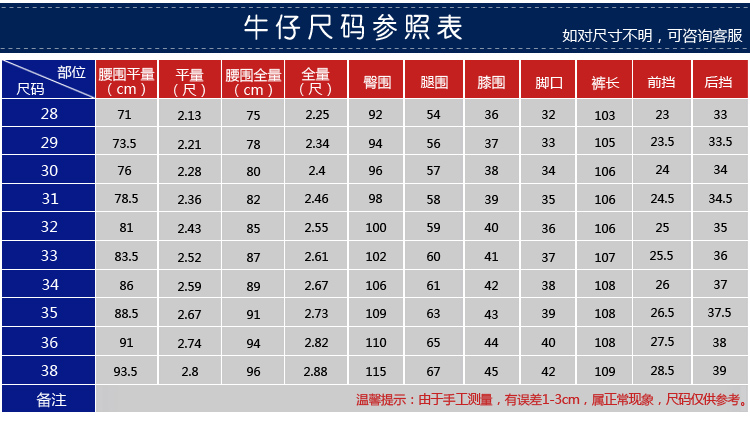 牛仔尺码参照表
如对尺寸不明，可咨询客服
部位 尺码 腰围平量（cm） 平量（尺） 腰围全量（cm） 全量（尺） 臀围 腿围 膝围 脚口 裤长 前挡 后挡
28 71 2.13 75 2.25 92 54 36 32 103 23 33
29 73.5 2.21 78 2.34 94 56 37 33 105 23.5 33.5
30 76 2.28 80 2.4 96 57 38 34 106 24 34
31 78.5 2.36 82 2.46 98 58 39 35 106 24.5 34.5
32 81 2.43 85 2.55 100 59 40 36 106 25 35
33 83.5 2.52 87 2.61 102 60 41 37 107 25.5 36
34 86 2.59 89 2.67 106 61 42 38 108 26 37
35 88.5 2.67 91 2.73 109 63 43 39 108 26.5 37.5
36 91 2.74 94 2.82 110 65 44 40 108 27.5 38
38 93.5 2.8 96 2.88 115 67 45 42 109 28.5 39
备注 温馨提示：由于手工测量，有误差1-3cm，属正常现象，尺码仅供参考。